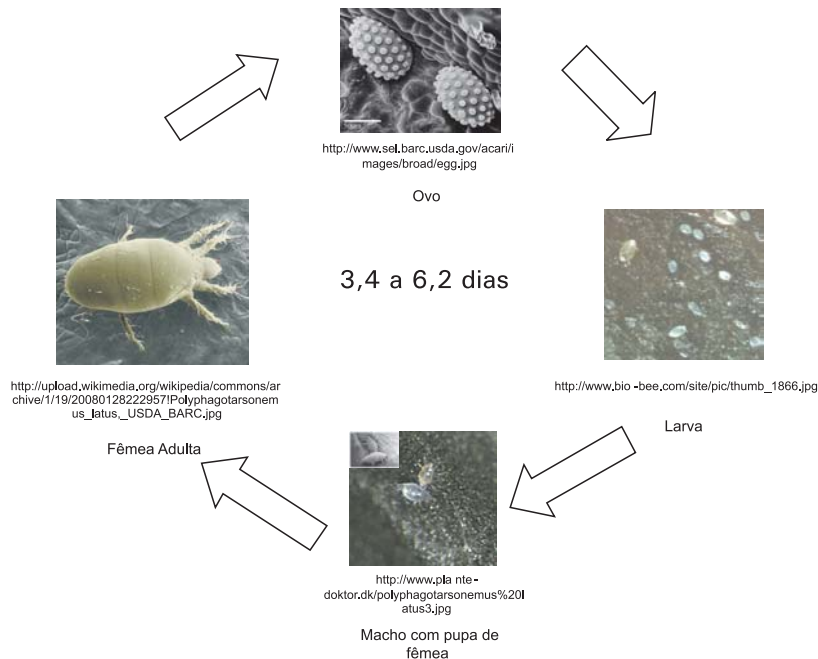 http://www.sel.barc.usda.gov/acari/i
mages/broad/egg.jpg
Ovo
3,4 a 6,2 dias
http://upload.wikimedia.org/wikipedia/commons/ar
chive/1/19/20080128222957!Polyphagotarsonem
us_latus,_USDA_BARC.jpg
Fêmea Adulta
http://www.bio -bee.com/site/pic/thumb_1866.jpg
Larva
http://www.pla nte-
doktor.dk/polyphagotarsonemus%20l
atus3.jpg
Macho com pupa de
fêmea